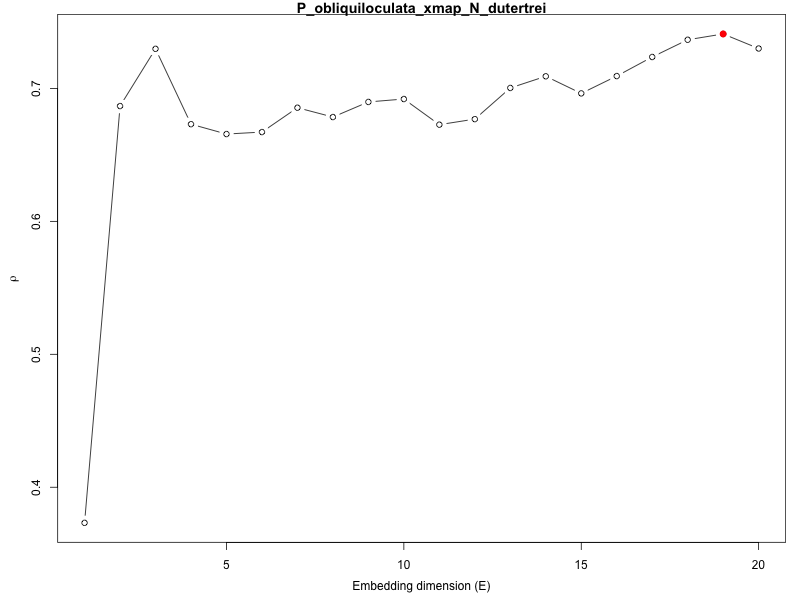 P_obliquiloculata_xmap_N_dutertrei
0.7
0.6
ρ
0.5
0.4
5 10 15 20
Embedding dimension (E)